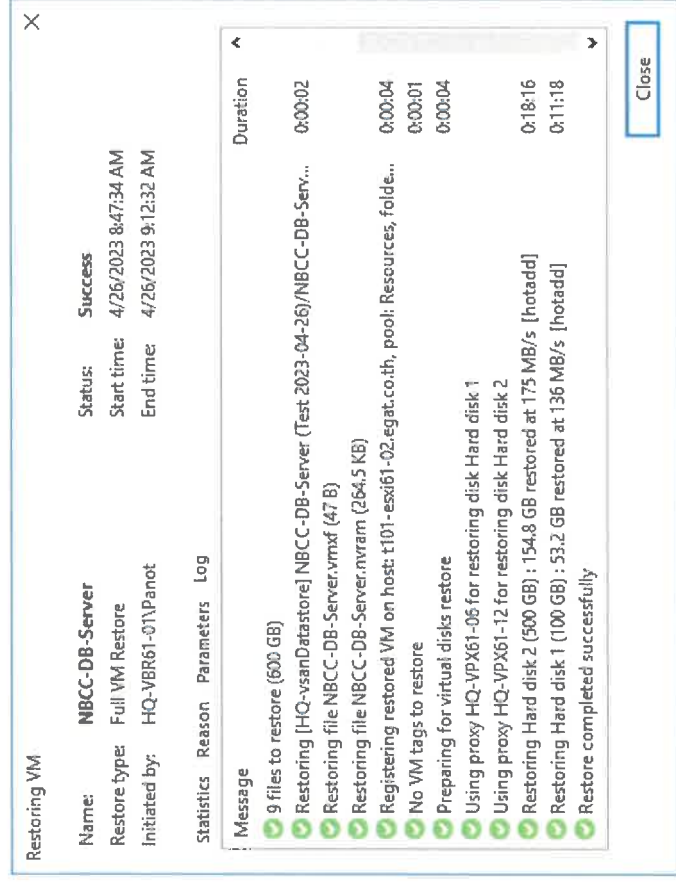 Restoring VM
Name: NBCC-DB-Server Status: Success
Restore type: Full VM Restore Start time: 4/26/2023 8:47:34 AM
Initiated by: HQ-VBR61-01\Panot End time: 4/26/2023 9:12:32 AM
Statistics Reason Parameters Log
Message Duration
9 files to restore (600 GB)
Restoring [HQ-vsanDatastore] NBCC-DB-Server (Test 2023-04-26)/NBCC-DB-Serv... 0:00:02
Restoring file NBCC-DB-Server.vmxf (47 B)
Restoring file NBCC-DB-Server.nvram (264.5 KB)
Registering restored VM on host: t101-esxi61-02.egat.co.th, pool: Resources, folde... 0:00:04
No VM tags to restore 0:00:01
Preparing for virtual disks restore 0:00:04
Using proxy HQ-VPX61-06 for restoring disk Hard disk 1
Using proxy HQ-VPX61-12 for restoring disk Hard disk 2
Restoring Hard disk 2 (500 GB) : 154.8 GB restored at 175 MB/s [hotadd] 0:18:16
Restoring Hard disk 1 (100 GB) : 53.2 GB restored at 136 MB/s [hotadd] 0:11:18
Restore completed successfully
Close